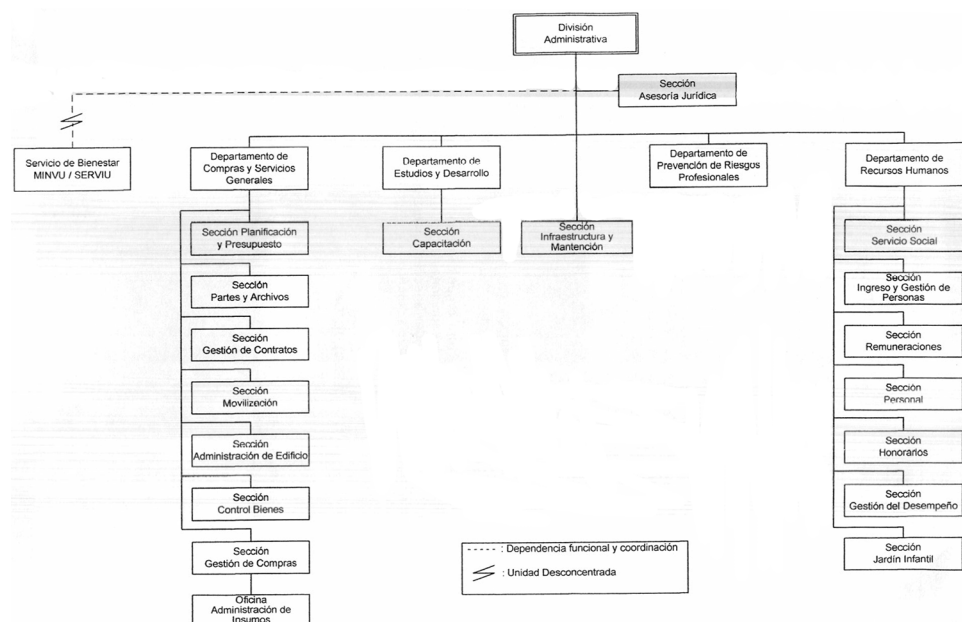 División
Administrativa
Sección
Asesoría Jurídica
Servicio de Bienestar
MINVU / SERVIU
Departamento de
Compras y Servicios
Generales
Departamento de
Estudios y Desarrollo
Departamento de
Prevención de Riesgos
Profesionales
Departamento de
Recursos Humanos
Sección Planificación
y Presupuesto
Sección
Capacitación
Sección
Infraestructura y
Mantención
Sección
Servicio Social
Sección
Partes y Archivos
Sección
Ingreso y Gestión de
Personas
Sección
Gestión de Contratos
Sección
Remuneraciones
Sección
Movilización
Sección
Personal
Sección
Administración de Edificio
Sección
Honorarios
Sección
Control Bienes
Sección
Gestión del Desempeño
Sección
Gestión de Compras
Sección
Jardín Infantil
Oficina
Administración de
Insumos
: Dependencia funcional y coordinación
: Unidad Desconcentrada